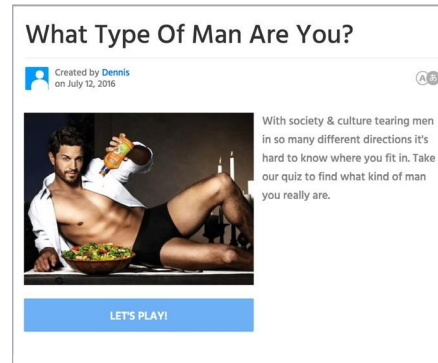 What Type Of Man Are You?
Created by Dennis
on July 12, 2016
A あ
With society & culture tearing men
in so many different directions it's
hard to know where you fit in. Take
our quiz to find what kind of man
you really are.
LET'S PLAY!